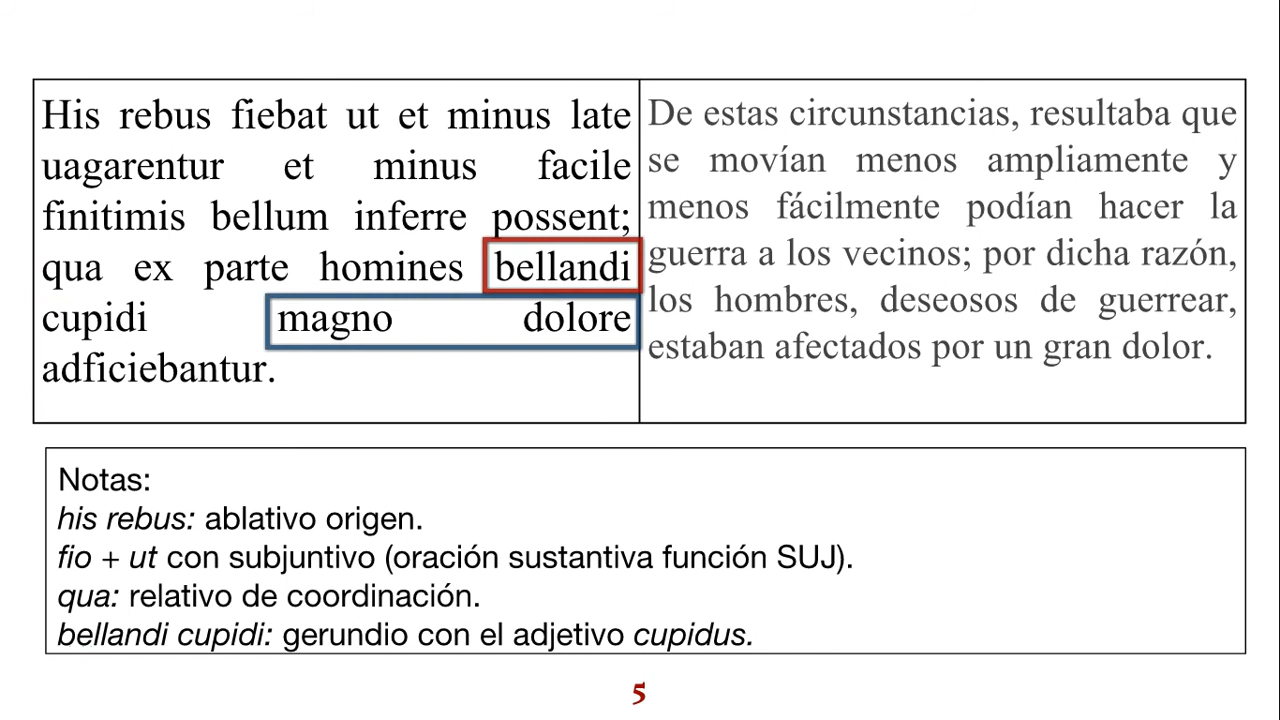 His rebus fiebat ut et minus late
uagarentur et minus facile
finitimis bellum inferre possent;
qua ex parte homines bellandi
cupidi magno dolore
adficiebantur.
De estas circunstancias, resultaba que
se movían menos ampliamente y
menos fácilmente podían hacer la
guerra a los vecinos; por dicha razón,
los hombres, deseosos de guerrear,
estaban afectados por un gran dolor.
Notas:
his rebus: ablativo origen.
fio + ut con subjuntivo (oración sustantiva función SUJ).
qua: relativo de coordinación.
bellandi cupidi: gerundio con el adjetivo cupidus.
5